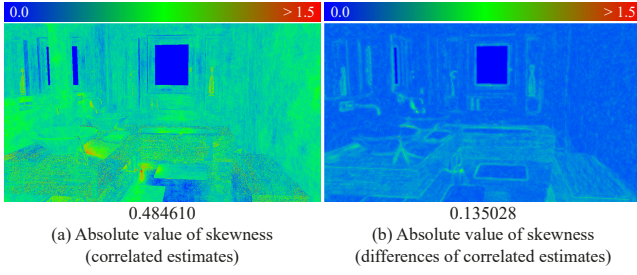 0.0 > 1.5 0.0 > 1.5
0.484610 0.135028
(a) Absolute value of skewness (b) Absolute value of skewness
(correlated estimates) (differences of correlated estimates)